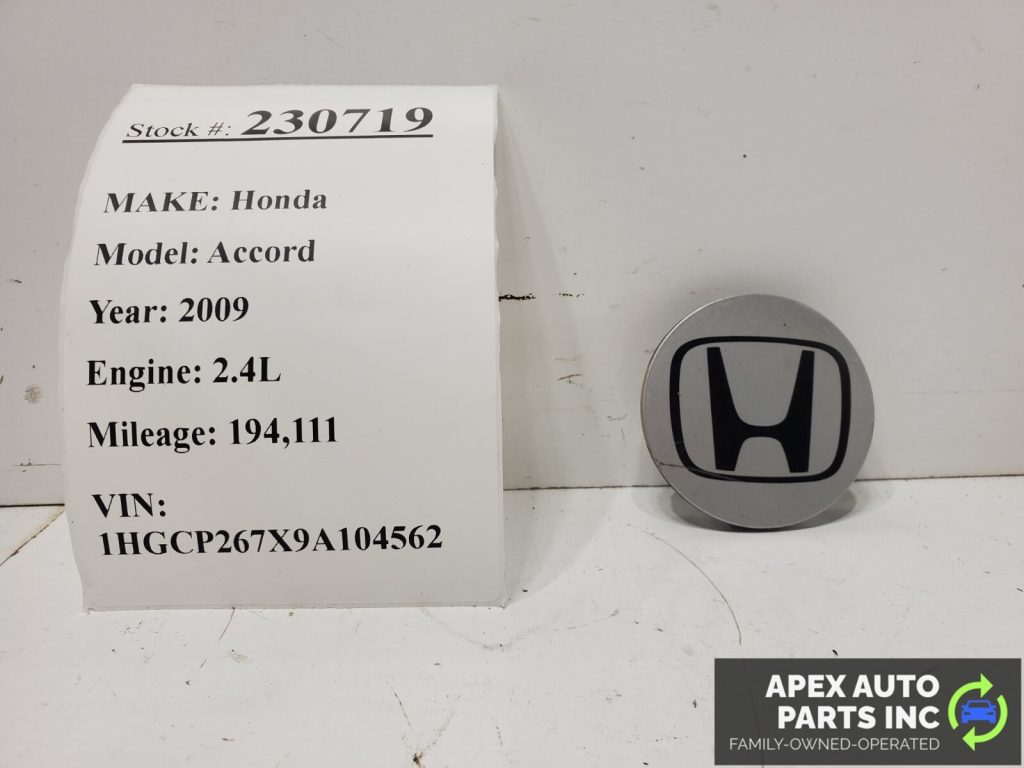 Stock #: 230719
MAKE: Honda
Model: Accord
Year: 2009
Engine: 2.4L
Mileage: 194,111
VIN:
1HGCP267X9A104562
APEX AUTO
PARTS INC
FAMILY-OWNED-OPERATED